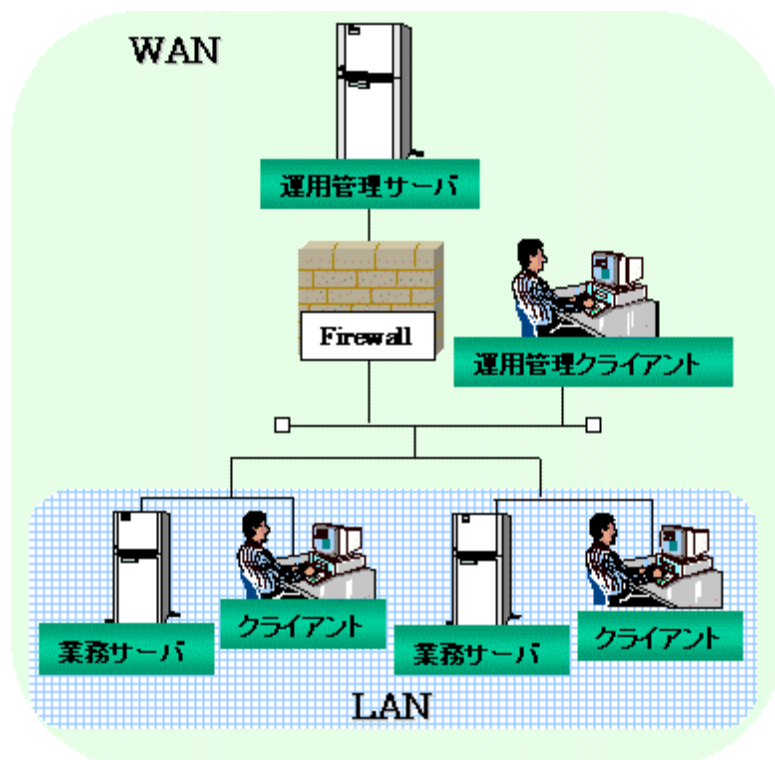 WAN
運用管理サーバ
Firewall
運用管理クライアント
業務サーバ
クライアント
業務サーバ
クライアント
LAN